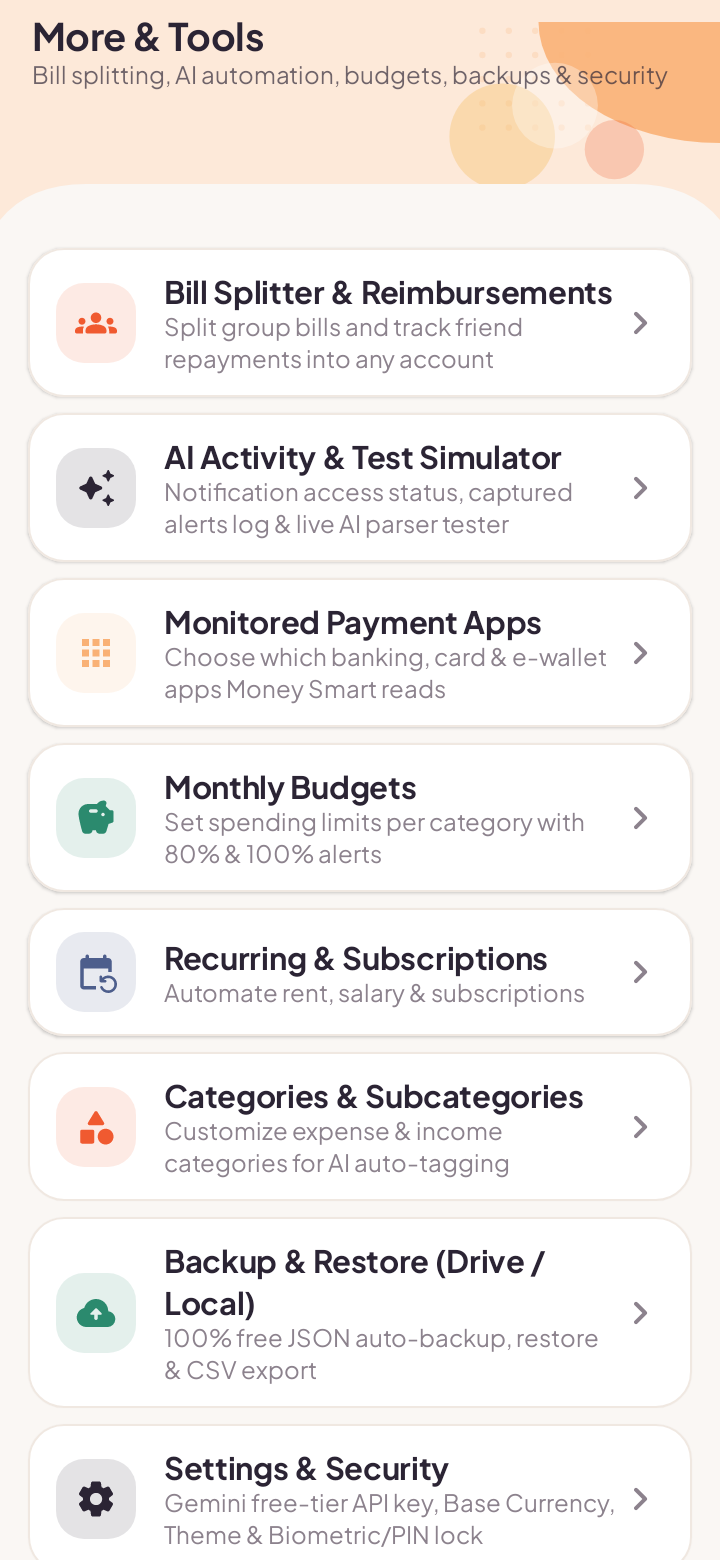 More & Tools
Bill splitting, AI automation, budgets, backups & security
Bill Splitter & Reimbursements
Split group bills and track friend
repayments into any account
AI Activity & Test Simulator
Notification access status, captured
alerts log & live AI parser tester
Monitored Payment Apps
Choose which banking, card & e-wallet
apps Money Smart reads
Monthly Budgets
Set spending limits per category with
80% & 100% alerts
Recurring & Subscriptions
Automate rent, salary & subscriptions
Categories & Subcategories
Customize expense & income
categories for AI auto-tagging
Backup & Restore (Drive /
Local)
100% free JSON auto-backup, restore
& CSV export
Settings & Security
Gemini free-tier API key, Base Currency,
Theme & Biometric/PIN lock